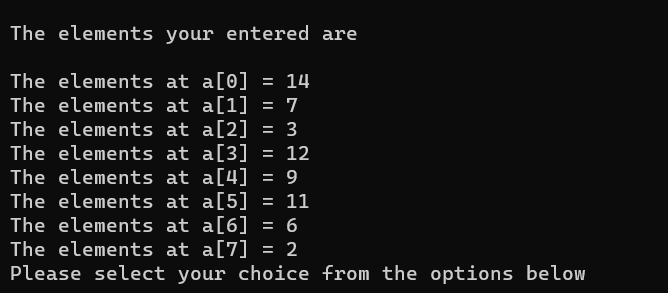 The elements your entered are
The elements at a[0] = 14
The elements at a[1] = 7
The elements at a[2] = 3
The elements at a[3] = 12
The elements at a[4] = 9
The elements at a[5] = 11
The elements at a[6] = 6
The elements at a[7] = 2
Please select your choice from the options below